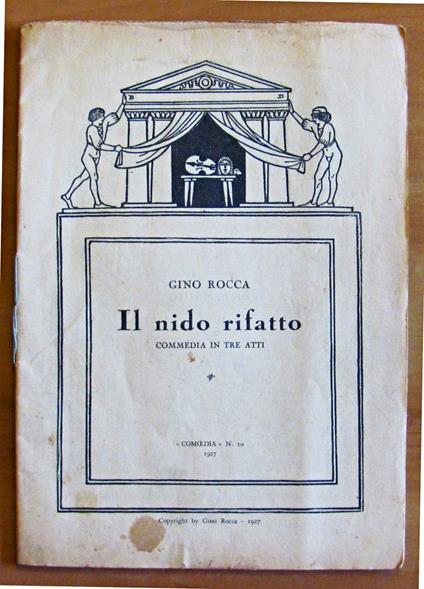 GINO ROCCA
Il nido rifatto
COMMEDIA IN TRE ATTI
« COMŒDIA » N. 10
1927
Copyright by Gino Rocca - 1927